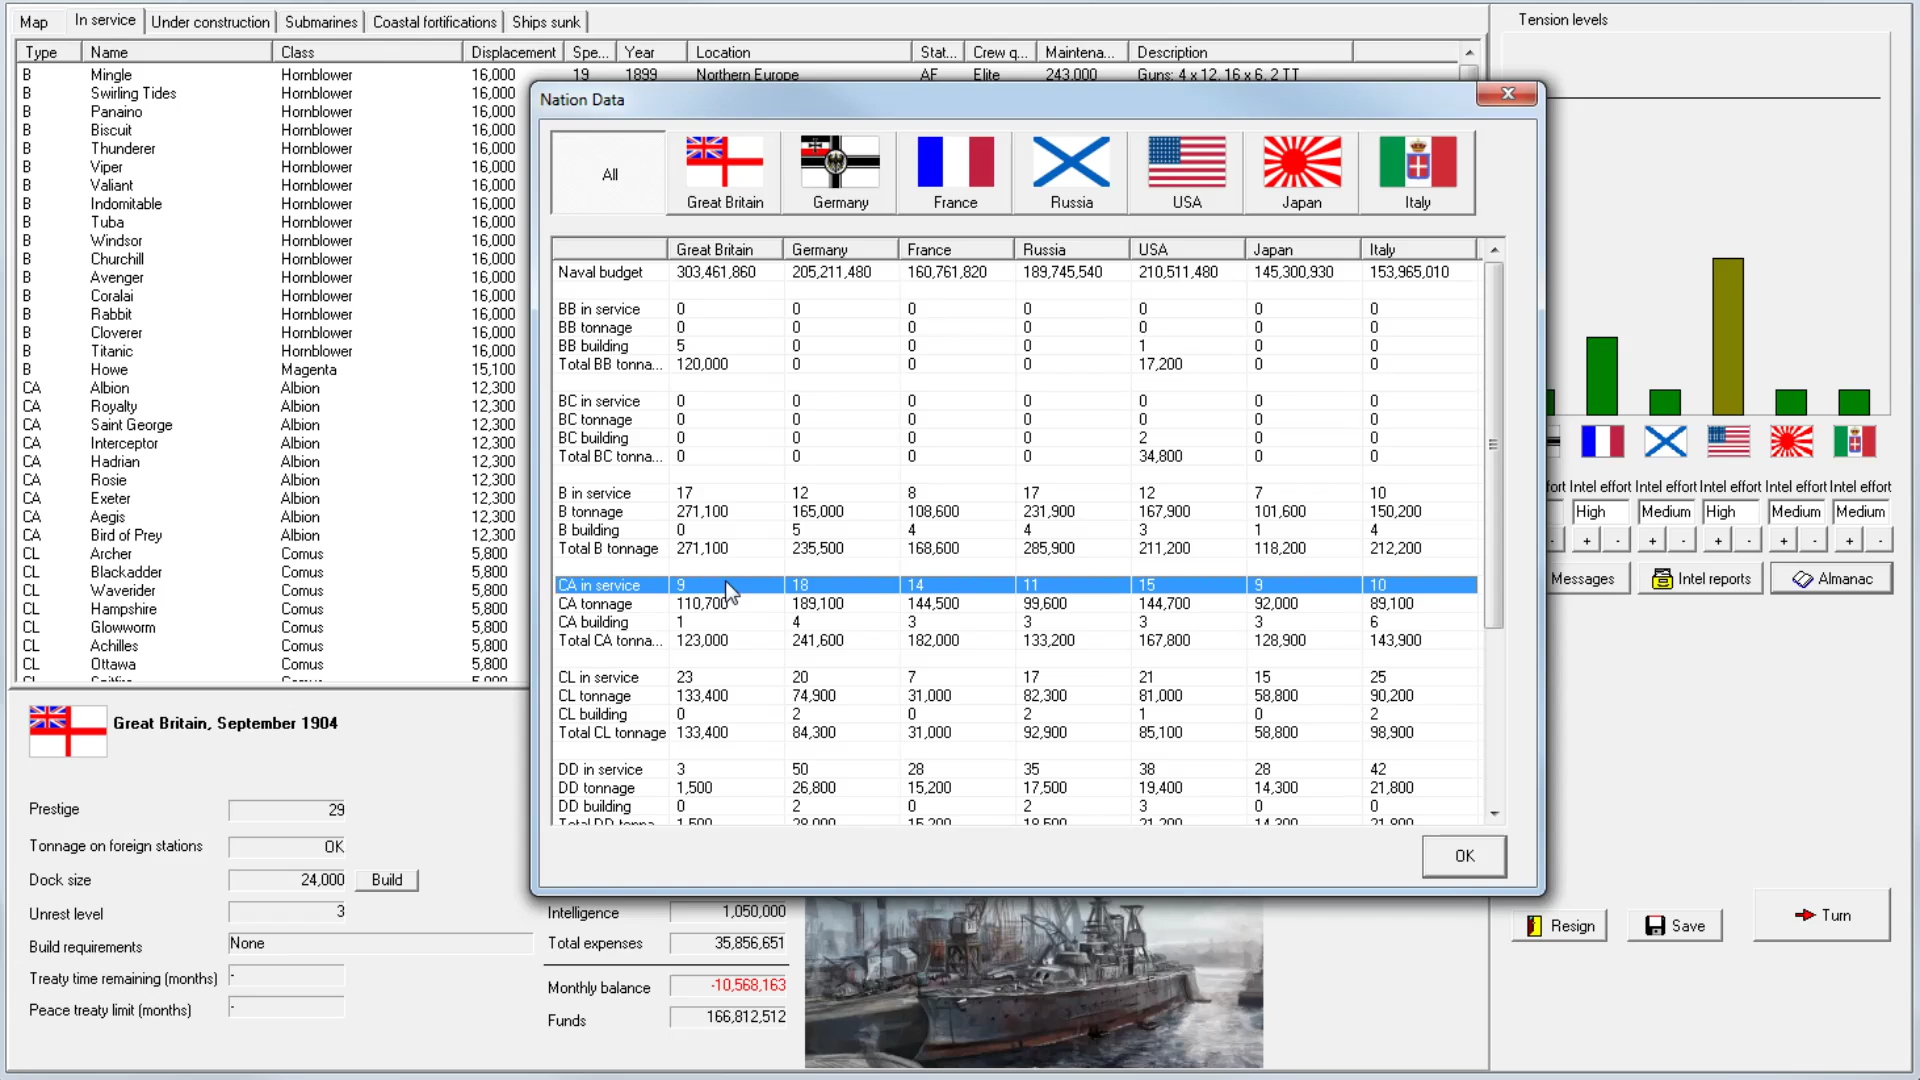 Map In service Under construction Submarines Coastal fortifications Ships sunk
Type Name Class Displacement Spe... Year Location Stat... Crew q... Maintena... Description
B Mingle Hornblower 16,000 19 1899 Northern Europe AF Elite 243,000 Guns: 4 x 12, 16 x 6, 2 TT
B Swirling Tides Hornblower 16,000
B Panaino Hornblower 16,000
B Biscuit Hornblower 16,000
B Thunderer Hornblower 16,000
B Viper Hornblower 16,000
B Valiant Hornblower 16,000
B Indomitable Hornblower 16,000
B Tuba Hornblower 16,000
B Windsor Hornblower 16,000
B Churchill Hornblower 16,000
B Avenger Hornblower 16,000
B Coralai Hornblower 16,000
B Rabbit Hornblower 16,000
B Cloverer Hornblower 16,000
B Titanic Hornblower 16,000
B Howe Magenta 15,100
CA Albion Albion 12,300
CA Royalty Albion 12,300
CA Saint George Albion 12,300
CA Interceptor Albion 12,300
CA Hadrian Albion 12,300
CA Rosie Albion 12,300
CA Exeter Albion 12,300
CA Aegis Albion 12,300
CA Bird of Prey Albion 12,300
CL Archer Comus 5,800
CL Blackadder Comus 5,800
CL Waverider Comus 5,800
CL Hampshire Comus 5,800
CL Glowworm Comus 5,800
CL Achilles Comus 5,800
CL Ottawa Comus 5,800
Nation Data
All Great Britain Germany France Russia USA Japan Italy
Great Britain Germany France Russia USA Japan Italy
Naval budget 303,461,860 205,211,480 160,761,820 189,745,540 210,511,480 145,300,930 153,965,010
BB in service 0 0 0 0 0 0 0
BB tonnage 0 0 0 0 0 0 0
BB building 5 0 0 0 1 0 0
Total BB tonna... 120,000 0 0 0 17,200 0 0
BC in service 0 0 0 0 0 0 0
BC tonnage 0 0 0 0 0 0 0
BC building 0 0 0 0 2 0 0
Total BC tonna... 0 0 0 0 34,800 0 0
B in service 17 12 8 17 12 7 10
B tonnage 271,100 165,000 108,600 231,900 167,900 101,600 150,200
B building 0 5 4 4 3 1 4
Total B tonnage 271,100 235,500 168,600 285,900 211,200 118,200 212,200
CA in service 9 18 14 11 15 9 10
CA tonnage 110,700 189,100 144,500 99,600 144,700 92,000 89,100
CA building 1 4 3 3 3 3 6
Total CA tonna... 123,000 241,600 182,000 133,200 167,800 128,900 143,900
CL in service 23 20 7 17 21 15 25
CL tonnage 133,400 74,900 31,000 82,300 81,000 58,800 90,200
CL building 0 2 0 2 1 0 2
Total CL tonnage 133,400 84,300 31,000 92,900 85,100 58,800 98,900
DD in service 3 50 28 35 38 28 42
DD tonnage 1,500 26,800 15,200 17,500 19,400 14,300 21,800
DD building 0 2 0 2 3 0 0
Total DD tonna... 1,500 28,000 15,200 18,500 21,200 14,300 21,800
OK
Tension levels
Intel effort Intel effort Intel effort Intel effort Intel effort
High Medium High Medium Medium
- + - + - + - + - + -
Messages Intel reports Almanac
Resign Save Turn
Great Britain, September 1904
Prestige 29
Tonnage on foreign stations OK
Dock size 24,000 Build
Unrest level 3
Build requirements None
Treaty time remaining (months) -
Peace treaty limit (months) -
Intelligence 1,050,000
Total expenses 35,856,651
Monthly balance -10,568,163
Funds 166,812,512